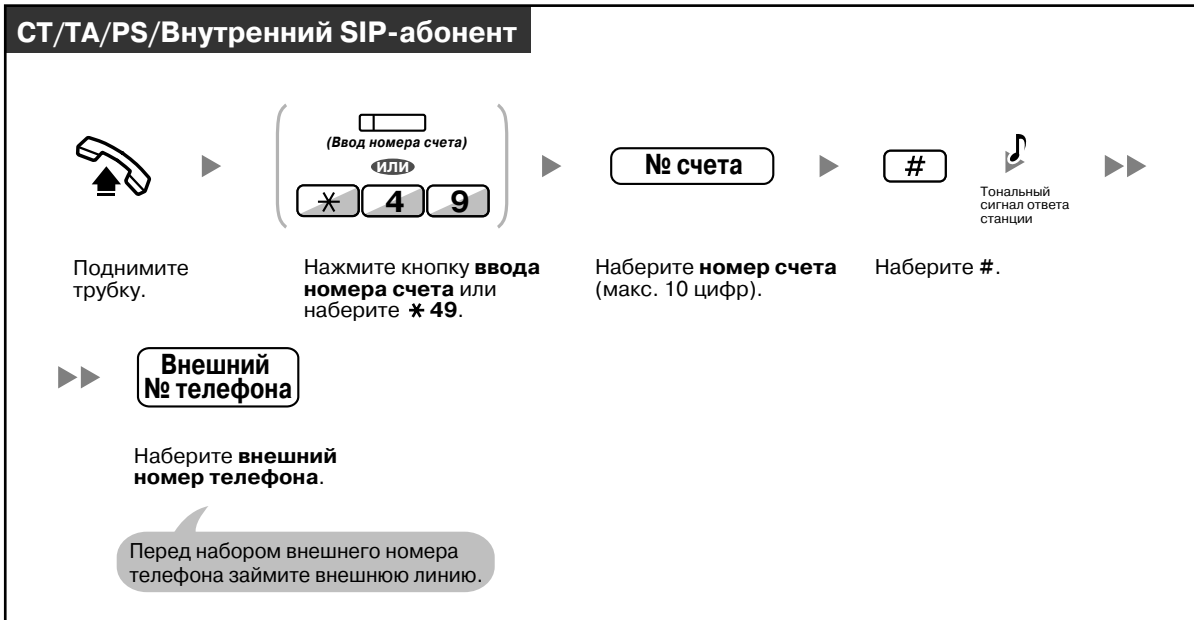 СТ/ТА/PS/Внутренний SIP-абонент
(Ввод номера счета)
или
* 4 9
№ счета
#
Тональный
сигнал ответа
станции
Поднимите
трубку.
Нажмите кнопку ввода
номера счета или
наберите * 49.
Наберите номер счета
(макс. 10 цифр).
Наберите #.
Внешний
№ телефона
Наберите внешний
номер телефона.
Перед набором внешнего номера
телефона займите внешнюю линию.